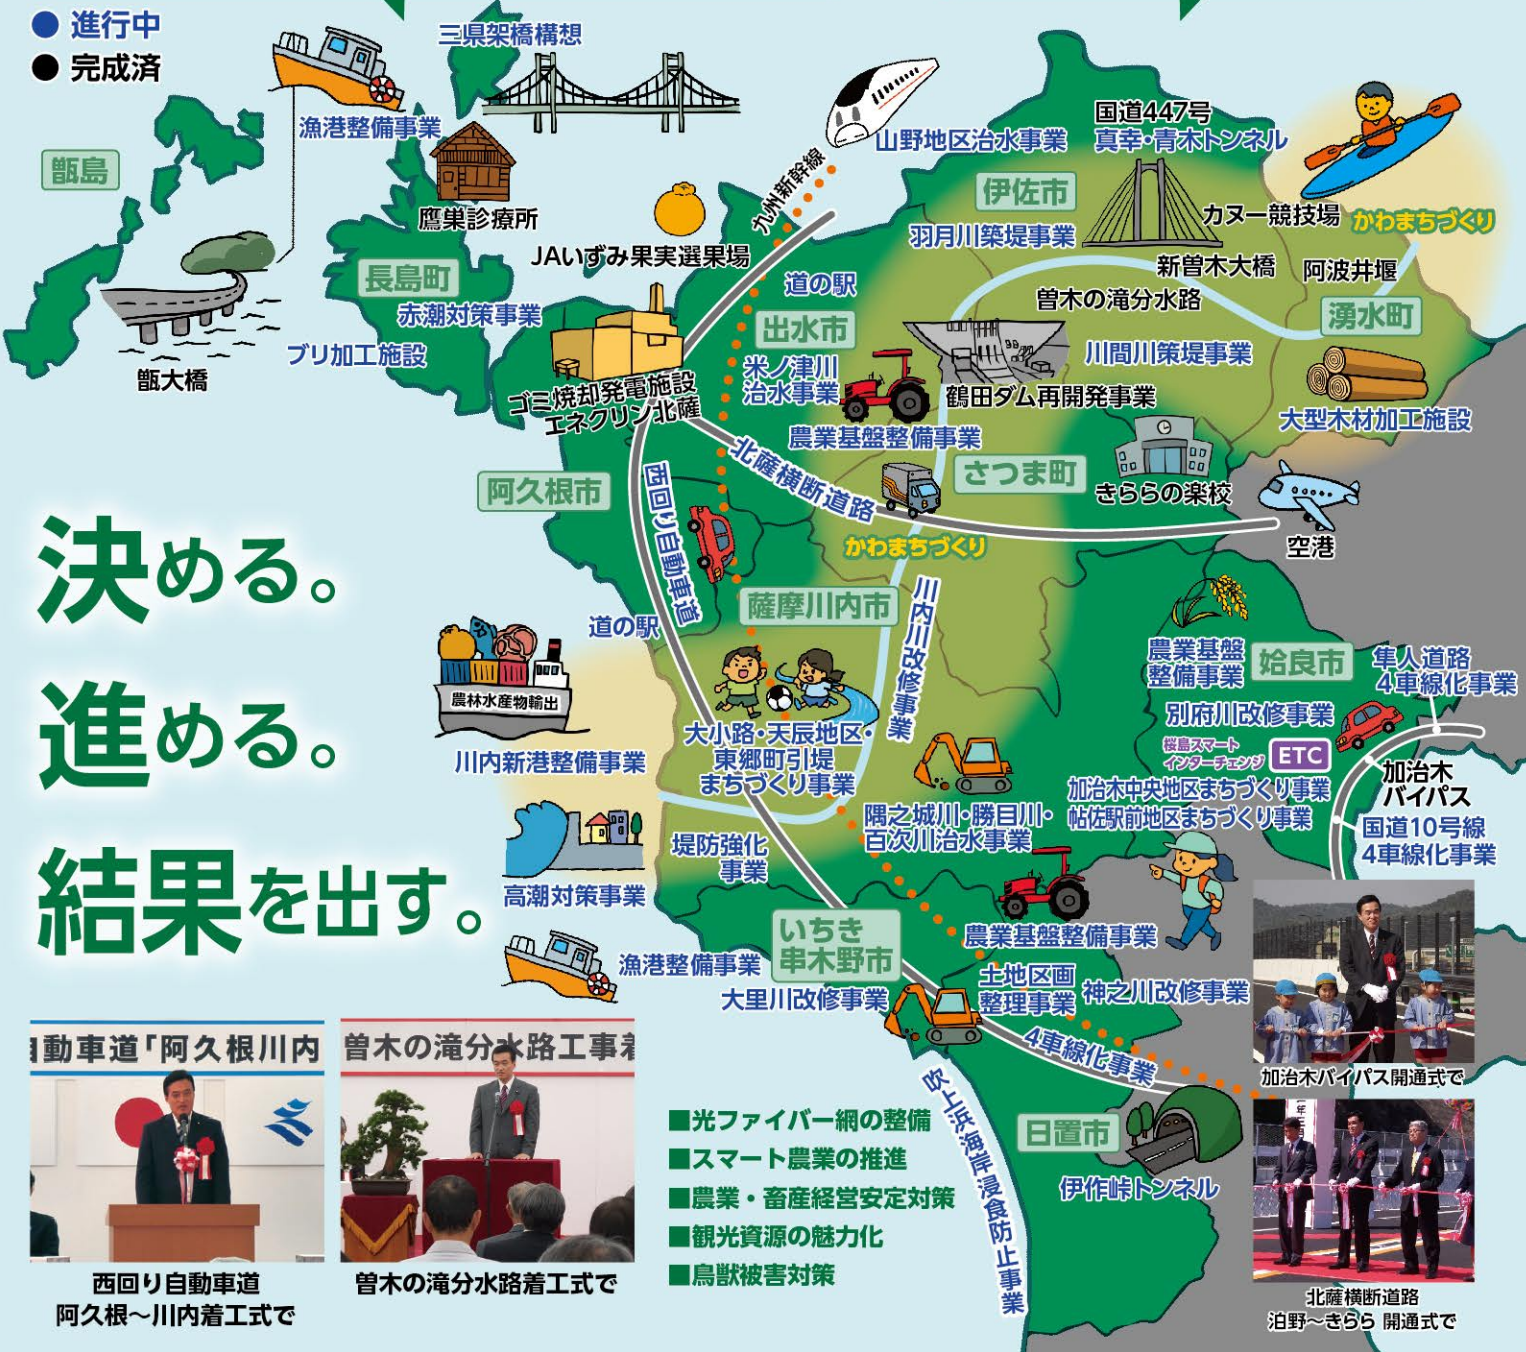 ● 進行中
● 完成済
三県架橋構想
漁港整備事業
甑島
鷹巣診療所
JAいずみ果実選果場
九州新幹線
山野地区治水事業
国道447号
真幸・青木トンネル
伊佐市
羽月川築堤事業
カヌー競技場
かわまちづくり
新曽木大橋
阿波井堰
曽木の滝分水路
湧水町
長島町
赤潮対策事業
ブリ加工施設
甑大橋
道の駅
出水市
米ノ津川
治水事業
川間川策堤事業
鶴田ダム再開発事業
大型木材加工施設
ゴミ焼却発電施設
エネクリン北薩
農業基盤整備事業
北薩横断道路
さつま町
きららの楽校
空港
阿久根市
西回り自動車道
かわまちづくり
薩摩川内市
川内川改修事業
道の駅
農林水産物輸出
川内新港整備事業
大小路・天辰地区・
東郷町引堤
まちづくり事業
農業基盤
整備事業
姶良市
隼人道路
4車線化事業
別府川改修事業
桜島スマート
インターチェンジ
ETC
加治木
バイパス
加治木中央地区まちづくり事業
帖佐駅前地区まちづくり事業
国道10号線
4車線化事業
隈之城川・勝目川・
百次川治水事業
堤防強化
事業
高潮対策事業
決める。
進める。
結果を出す。
いちき
串木野市
漁港整備事業
大里川改修事業
農業基盤整備事業
土地区画
整理事業
神之川改修事業
4車線化事業
吹上浜海岸浸食防止事業
日置市
伊作峠トンネル
■光ファイバー網の整備
■スマート農業の推進
■農業・畜産経営安定対策
■観光資源の魅力化
■鳥獣被害対策
自動車道「阿久根川内
西回り自動車道
阿久根～川内着工式で
曽木の滝分水路工事着
曽木の滝分水路着工式で
加治木バイパス開通式で
北薩横断道路
泊野～きらら 開通式で